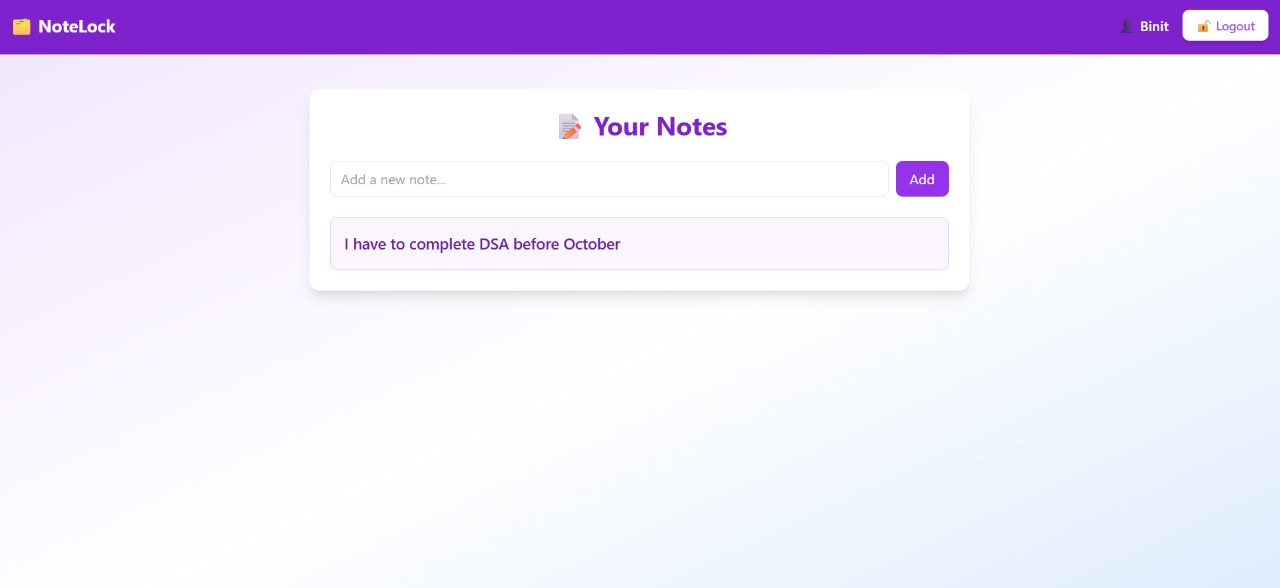 NoteLock
Binit
Logout
Your Notes
Add a new note...
Add
I have to complete DSA before October